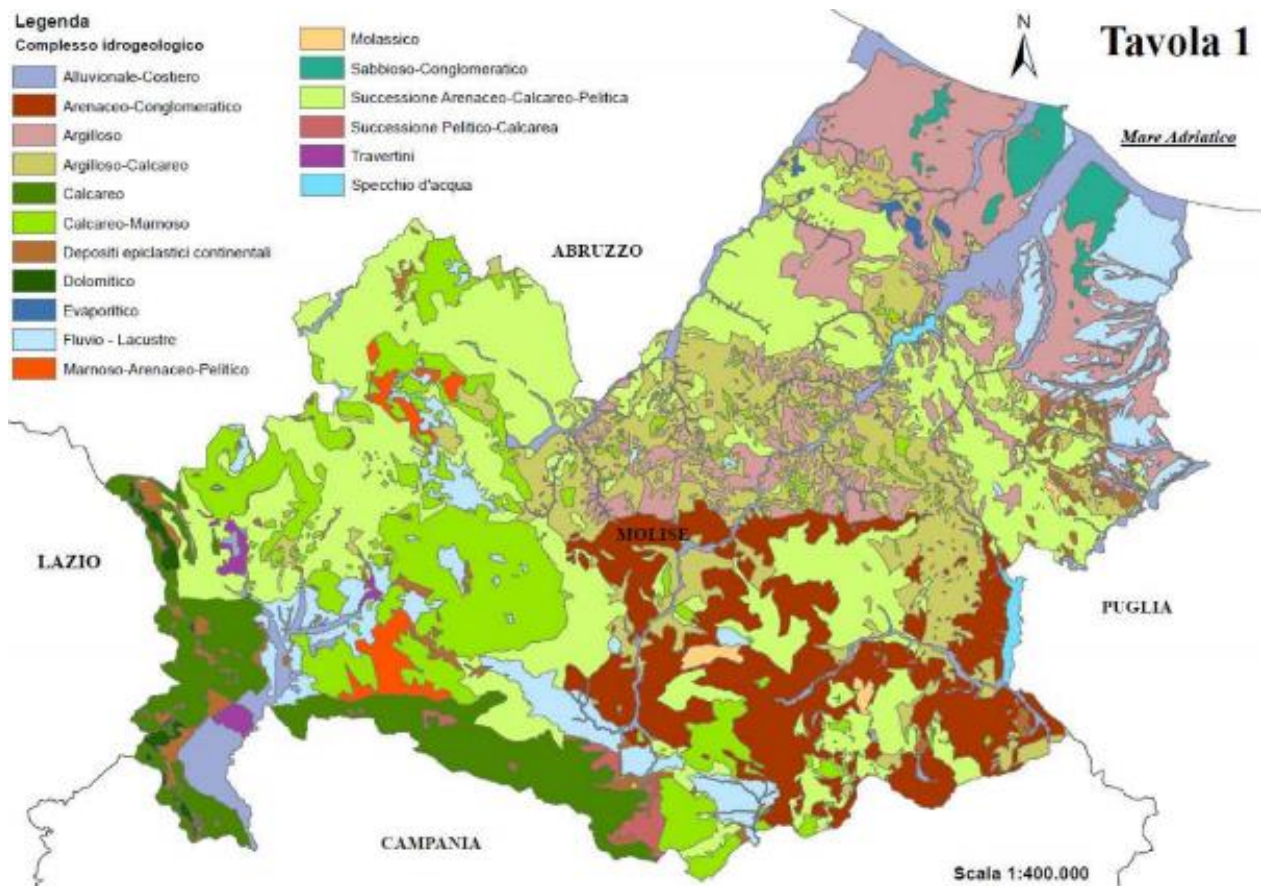 Legenda
Complesso idrogeologico
Alluvionale-Costiero
Arenaceo-Conglomeratico
Argilloso
Argilloso-Calcareo
Calcareo
Calcareo-Marnoso
Depositi epiclastici continentali
Dolomitico
Evaporitico
Fluvio - Lacustre
Marnoso-Arenaceo-Pelitico
Molassico
Sabbioso-Conglomeratico
Successione Arenaceo-Calcareo-Pelitica
Successione Pelitico-Calcarea
Travertini
Specchio d'acqua
N
Tavola 1
Mare Adriatico
ABRUZZO
MOLISE
LAZIO
PUGLIA
CAMPANIA
Scala 1:400.000